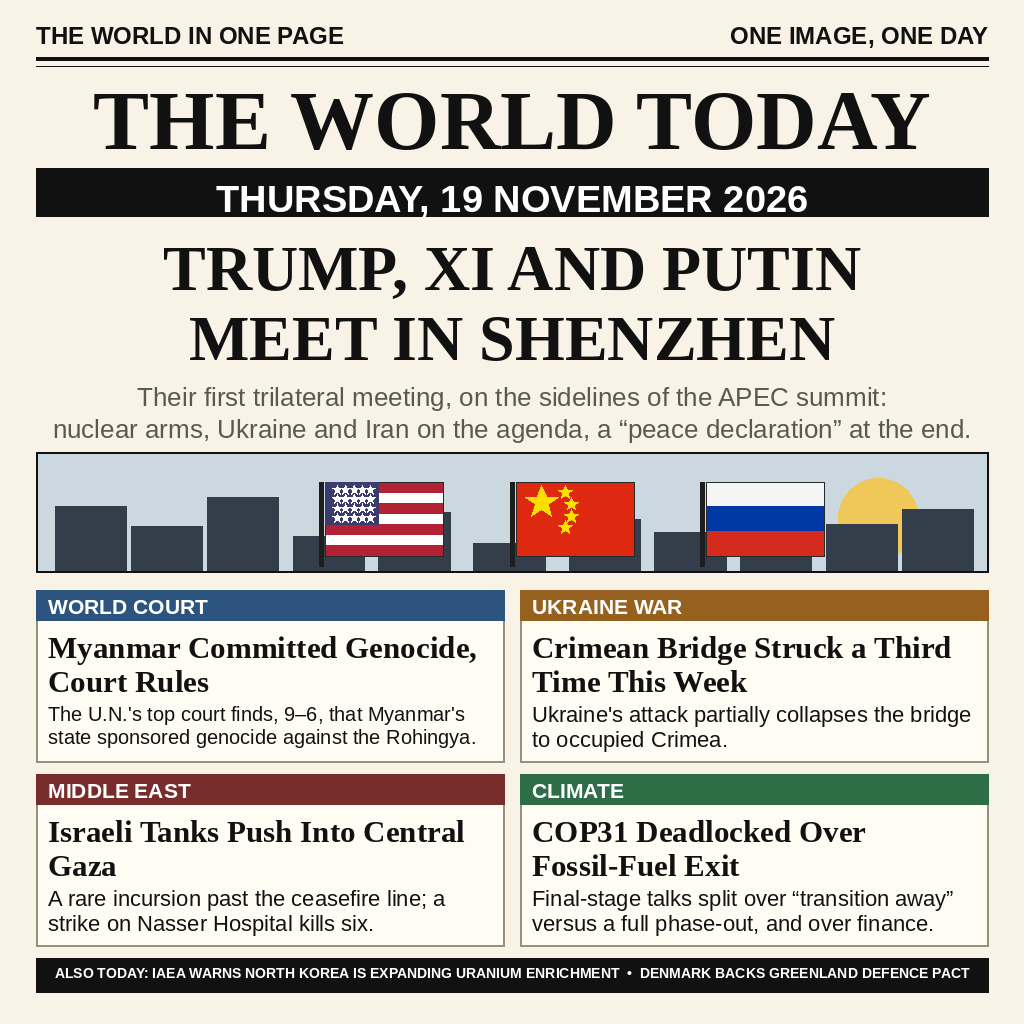 THE WORLD IN ONE PAGE
ONE IMAGE, ONE DAY
THE WORLD TODAY
THURSDAY, 19 NOVEMBER 2026
TRUMP, XI AND PUTIN
MEET IN SHENZHEN
Their first trilateral meeting, on the sidelines of the APEC summit:
nuclear arms, Ukraine and Iran on the agenda, a “peace declaration” at the end.
WORLD COURT
Myanmar Committed Genocide,
Court Rules
The U.N.'s top court finds, 9–6, that Myanmar's
state sponsored genocide against the Rohingya.
UKRAINE WAR
Crimean Bridge Struck a Third
Time This Week
Ukraine's attack partially collapses the bridge
to occupied Crimea.
MIDDLE EAST
Israeli Tanks Push Into Central
Gaza
A rare incursion past the ceasefire line; a
strike on Nasser Hospital kills six.
CLIMATE
COP31 Deadlocked Over
Fossil-Fuel Exit
Final-stage talks split over “transition away”
versus a full phase-out, and over finance.
ALSO TODAY: IAEA WARNS NORTH KOREA IS EXPANDING URANIUM ENRICHMENT • DENMARK BACKS GREENLAND DEFENCE PACT